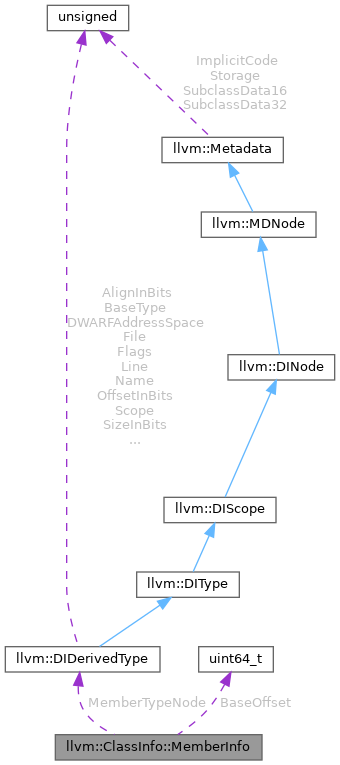 unsigned
ImplicitCode
Storage
SubclassData16
SubclassData32
llvm::Metadata
llvm::MDNode
AlignInBits
BaseType
DWARFAddressSpace
File
Flags
Line
Name
OffsetInBits
Scope
SizeInBits
...
llvm::DINode
llvm::DIScope
llvm::DIType
llvm::DIDerivedType
uint64_t
MemberTypeNode
BaseOffset
llvm::ClassInfo::MemberInfo